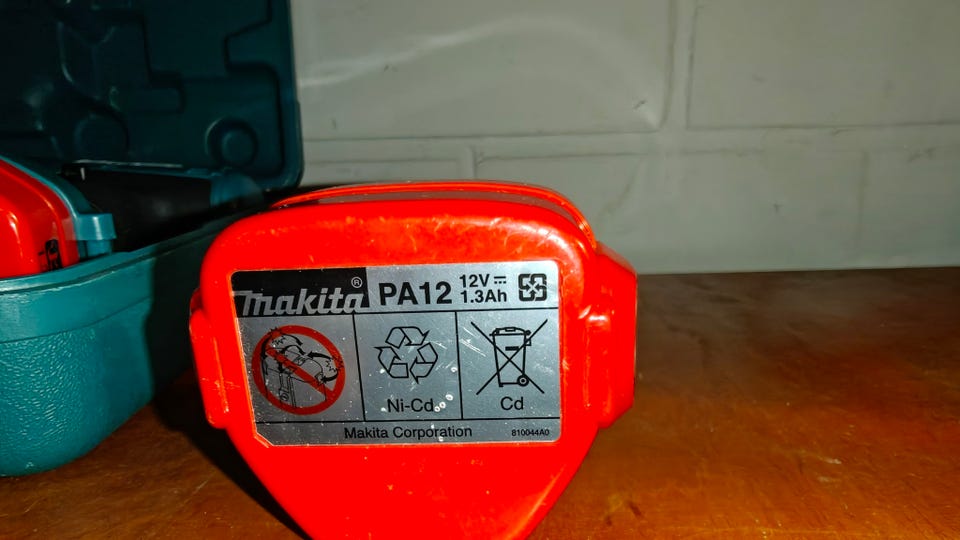 makita® PA12 12V 1.3Ah
Ni-Cd
Cd
Makita Corporation 810044A0